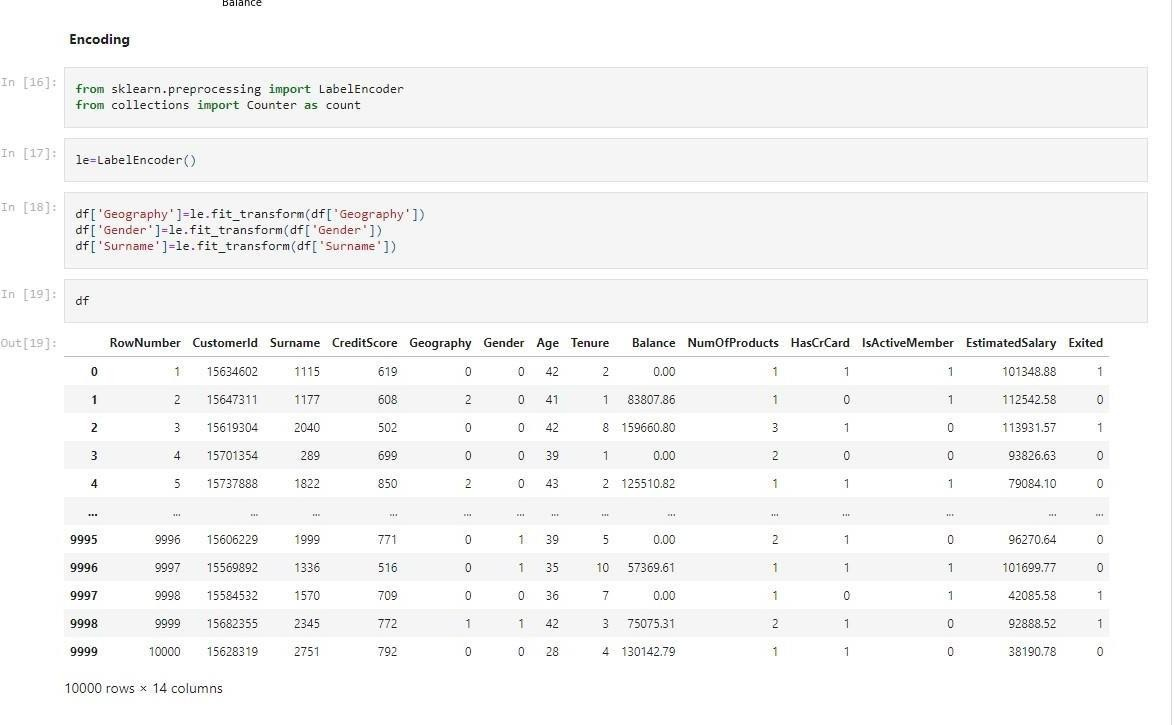 Balance
Encoding
In [16]:
from sklearn.preprocessing import LabelEncoder
from collections import Counter as count
In [17]:
le=LabelEncoder()
In [18]:
df['Geography']=le.fit_transform(df['Geography'])
df['Gender']=le.fit_transform(df['Gender'])
df['Surname']=le.fit_transform(df['Surname'])
In [19]:
df
Out[19]:
RowNumber CustomerId Surname CreditScore Geography Gender Age Tenure Balance NumOfProducts HasCrCard IsActiveMember EstimatedSalary Exited
0 1 15634602 1115 619 0 0 42 2 0.00 1 1 1 101348.88 1
1 2 15647311 1177 608 2 0 41 1 83807.86 1 0 1 112542.58 0
2 3 15619304 2040 502 0 0 42 8 159660.80 3 1 0 113931.57 1
3 4 15701354 289 699 0 0 39 1 0.00 2 0 0 93826.63 0
4 5 15737888 1822 850 2 0 43 2 125510.82 1 1 1 79084.10 0
... ... ... ... ... ... ... ... ... ... ... ... ... ... ...
9995 9996 15606229 1999 771 0 1 39 5 0.00 2 1 0 96270.64 0
9996 9997 15569892 1336 516 0 1 35 10 57369.61 1 1 1 101699.77 0
9997 9998 15584532 1570 709 0 0 36 7 0.00 1 0 1 42085.58 1
9998 9999 15682355 2345 772 1 1 42 3 75075.31 2 1 0 92888.52 1
9999 10000 15628319 2751 792 0 0 28 4 130142.79 1 1 0 38190.78 0
10000 rows × 14 columns